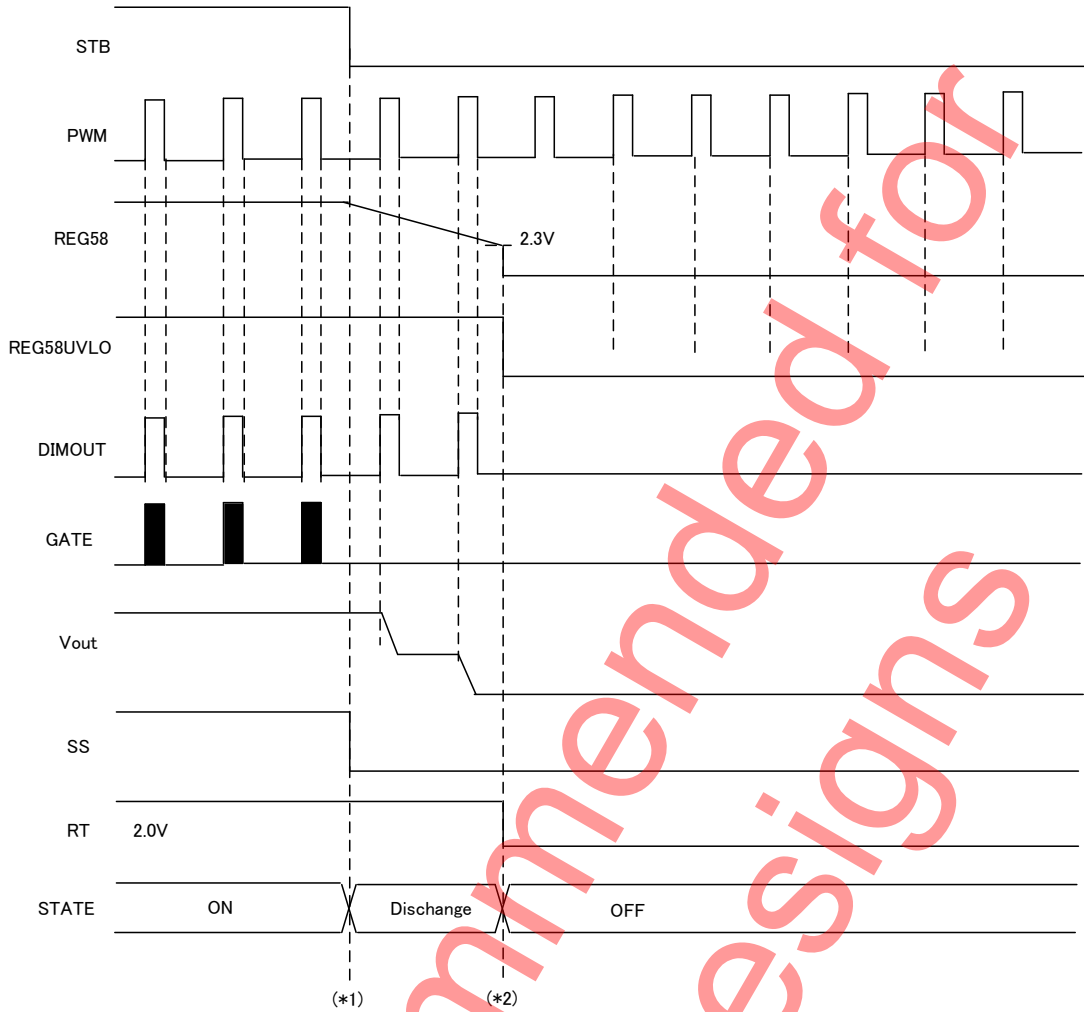 STB
PWM
REG58
2.3V
REG58UVLO
DIMOUT
GATE
Vout
SS
RT 2.0V
STATE ON Dischange OFF
(*1) (*2)
mmended for
esigns